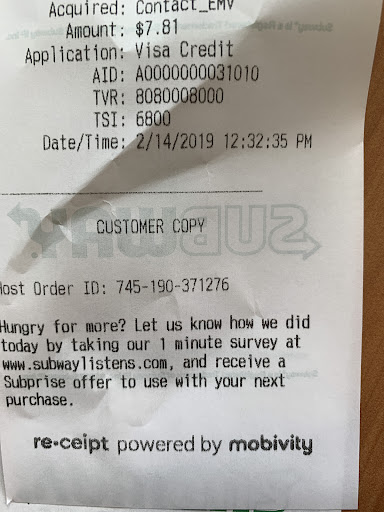 Acquired: Contact_EMV
Amount: $7.81
Application: Visa Credit
AID: A0000000031010
TVR: 8080008000
TSI: 6800
Date/Time: 2/14/2019 12:32:35 PM
CUSTOMER COPY
SUBWAY
Host Order ID: 745-190-371276
Hungry for more? Let us know how we did
today by taking our 1 minute survey at
www.subwaylistens.com, and receive a
Subprise offer to use with your next
purchase.
re•ceipt powered by mobivity